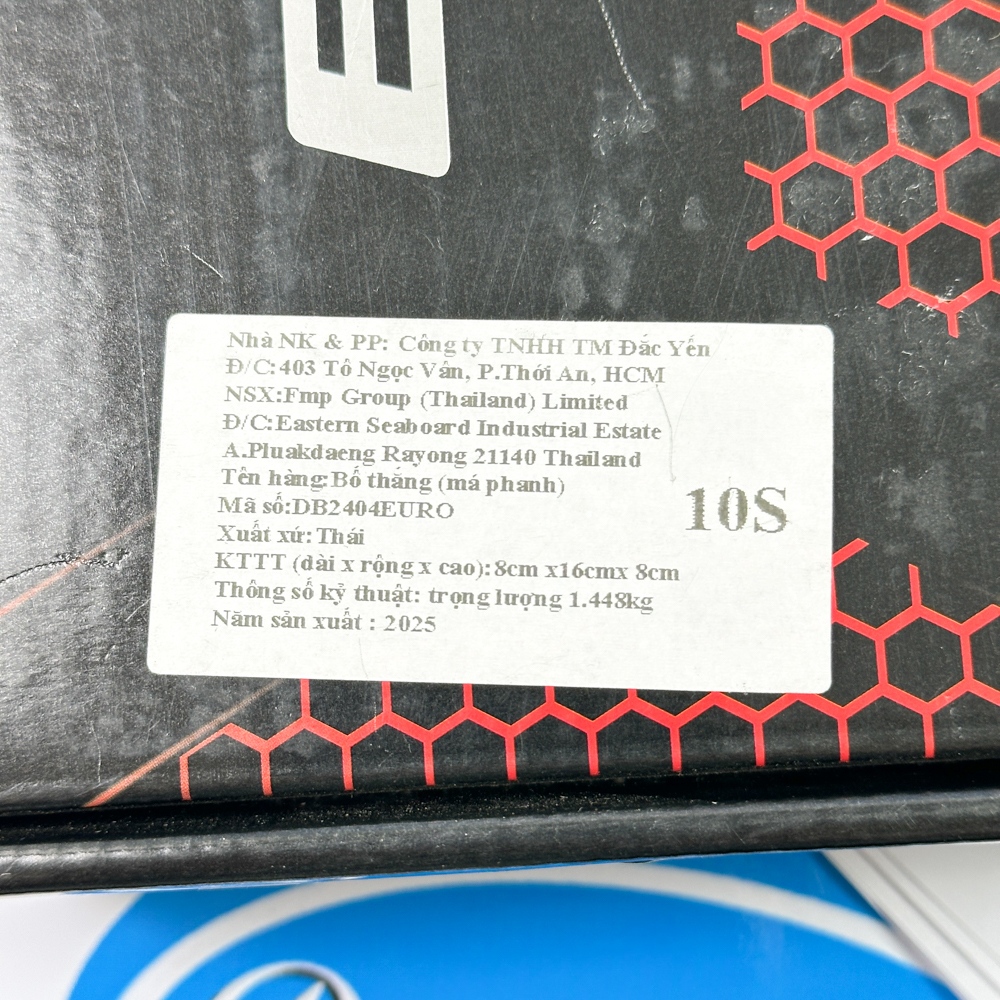 Nhà NK & PP: Công ty TNHH TM Đắc Yến
Đ/C:403 Tô Ngọc Vân, P.Thới An, HCM
NSX:Fmp Group (Thailand) Limited
Đ/C:Eastern Seaboard Industrial Estate
A.Pluakdaeng Rayong 21140 Thailand
Tên hàng:Bố thắng (má phanh)
Mã số:DB2404EURO
10S
Xuất xứ: Thái
KTTT (dài x rộng x cao): 8cm x16cmx 8cm
Thông số kỹ thuật: trọng lượng 1.448kg
Năm sản xuất : 2025